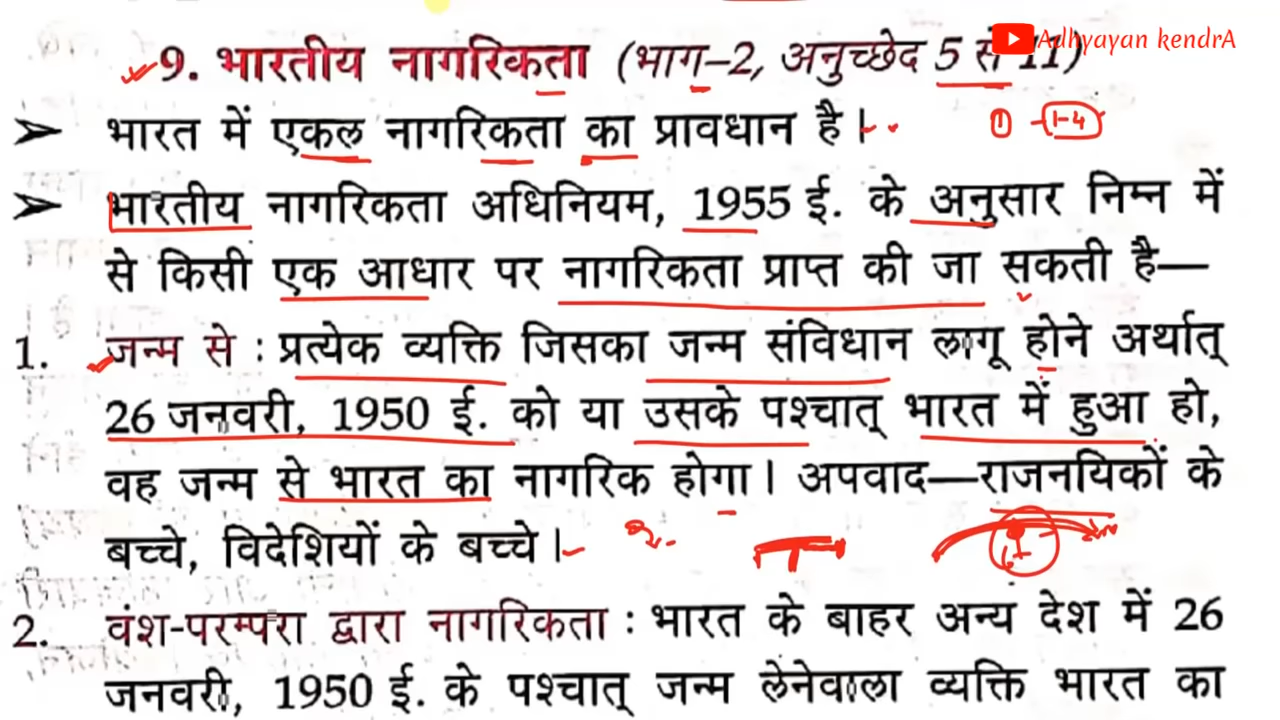 Adhyayan kendrA
9. भारतीय नागरिकता (भाग–2, अनुच्छेद 5 से 11)
➤ भारत में एकल नागरिकता का प्रावधान है।
① 1-4
➤ भारतीय नागरिकता अधिनियम, 1955 ई. के अनुसार निम्न में
से किसी एक आधार पर नागरिकता प्राप्त की जा सकती है—
1. जन्म से : प्रत्येक व्यक्ति जिसका जन्म संविधान लागू होने अर्थात्
26 जनवरी, 1950 ई. को या उसके पश्चात् भारत में हुआ हो,
वह जन्म से भारत का नागरिक होगा। अपवाद—राजनयिकों के
बच्चे, विदेशियों के बच्चे।
2. वंश-परम्परा द्वारा नागरिकता : भारत के बाहर अन्य देश में 26
जनवरी, 1950 ई. के पश्चात् जन्म लेनेवाला व्यक्ति भारत का